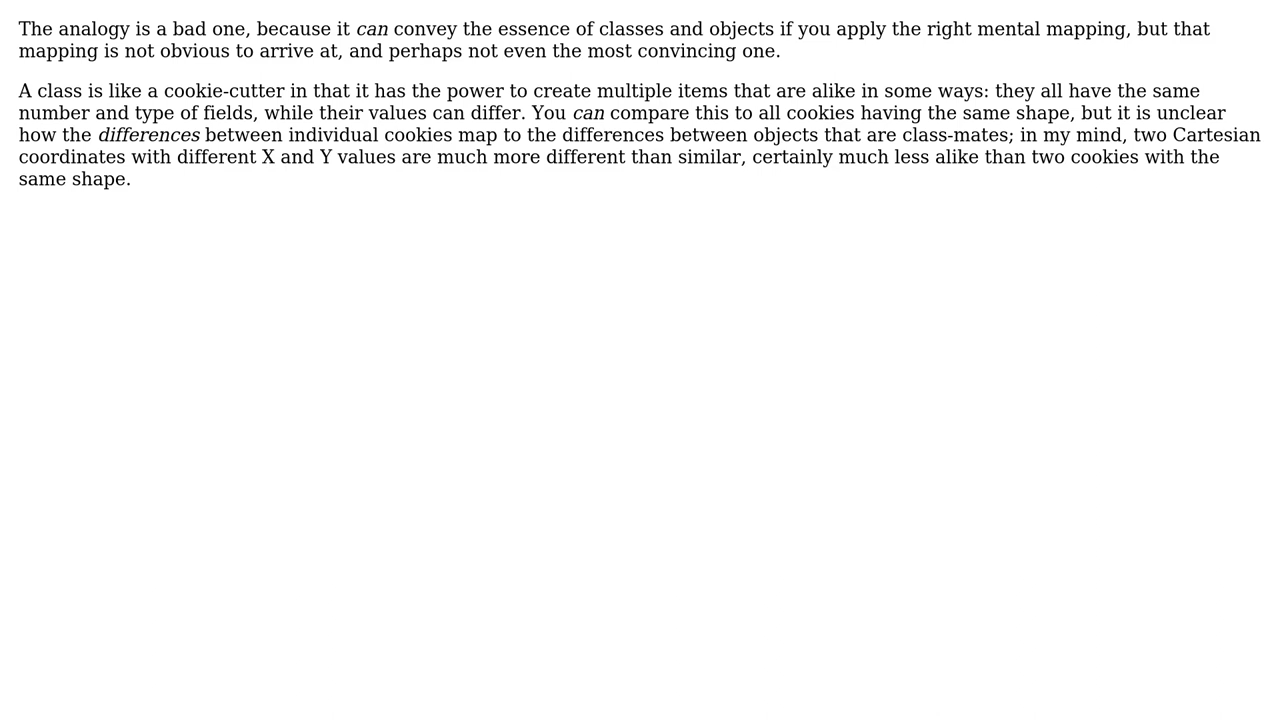 The analogy is a bad one, because it can convey the essence of classes and objects if you apply the right mental mapping, but that
mapping is not obvious to arrive at, and perhaps not even the most convincing one.
A class is like a cookie-cutter in that it has the power to create multiple items that are alike in some ways: they all have the same
number and type of fields, while their values can differ. You can compare this to all cookies having the same shape, but it is unclear
how the differences between individual cookies map to the differences between objects that are class-mates; in my mind, two Cartesian
coordinates with different X and Y values are much more different than similar, certainly much less alike than two cookies with the
same shape.